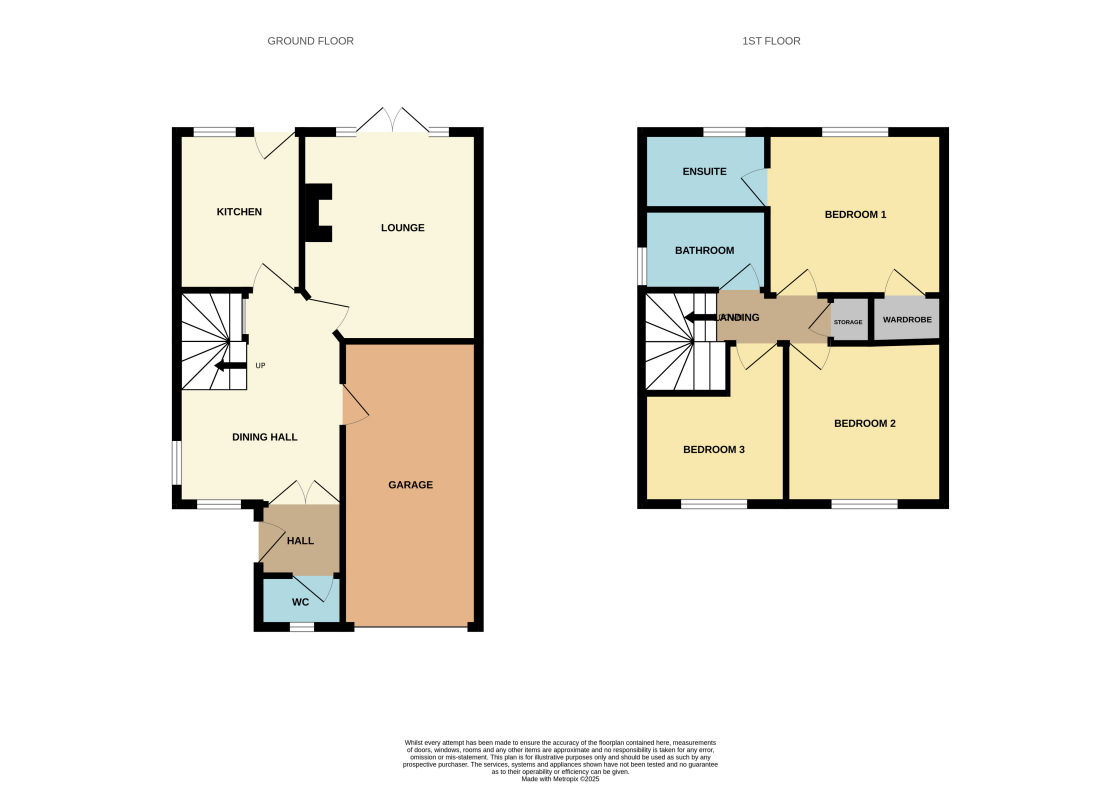 GROUND FLOOR
1ST FLOOR
KITCHEN
LOUNGE
UP
DINING HALL
GARAGE
HALL
WC
ENSUITE
BEDROOM 1
BATHROOM
LANDING
STORAGE
WARDROBE
BEDROOM 2
BEDROOM 3
Whilst every attempt has been made to ensure the accuracy of the floorplan contained here, measurements
of doors, windows, rooms and any other items are approximate and no responsibility is taken for any error,
omission or mis-statement. This plan is for illustrative purposes only and should be used as such by any
prospective purchaser. The services, systems and appliances shown have not been tested and no guarantee
as to their operability or efficiency can be given.
Made with Metropix ©2025